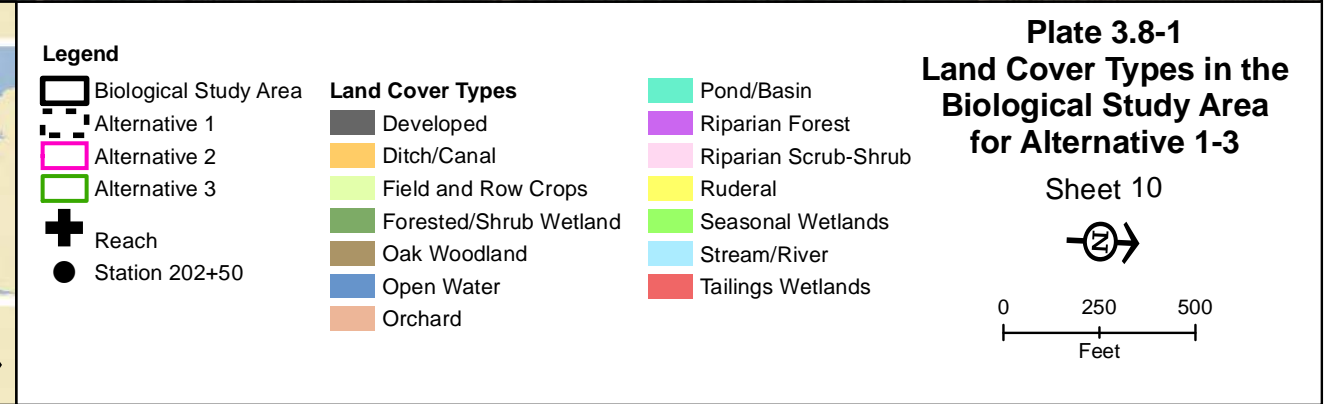 Legend
Biological Study Area
Alternative 1
Alternative 2
Alternative 3
Reach
Station 202+50
Land Cover Types
Developed
Ditch/Canal
Field and Row Crops
Forested/Shrub Wetland
Oak Woodland
Open Water
Orchard
Pond/Basin
Riparian Forest
Riparian Scrub-Shrub
Ruderal
Seasonal Wetlands
Stream/River
Tailings Wetlands
Plate 3.8-1
Land Cover Types in the
Biological Study Area
for Alternative 1-3
Sheet 10
N
0 250 500
Feet